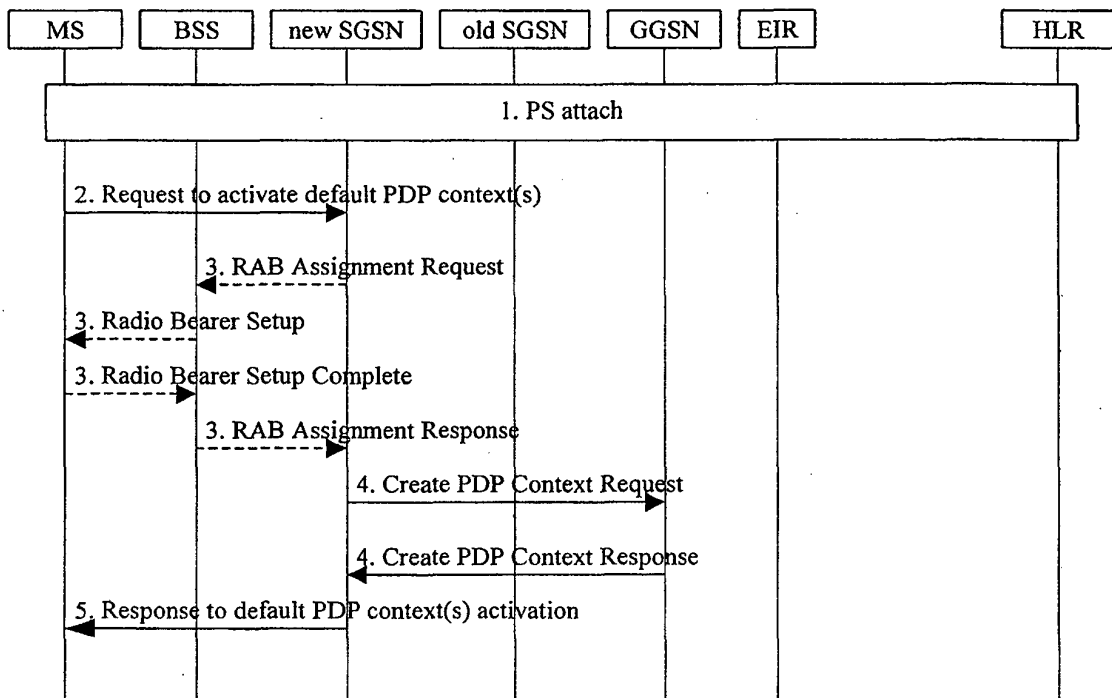 MS
BSS
new SGSN
old SGSN
GGSN
EIR
HLR
1. PS attach
2. Request to activate default PDP context(s)
3. RAB Assignment Request
3. Radio Bearer Setup
3. Radio Bearer Setup Complete
3. RAB Assignment Response
4. Create PDP Context Request
4. Create PDP Context Response
5. Response to default PDP context(s) activation